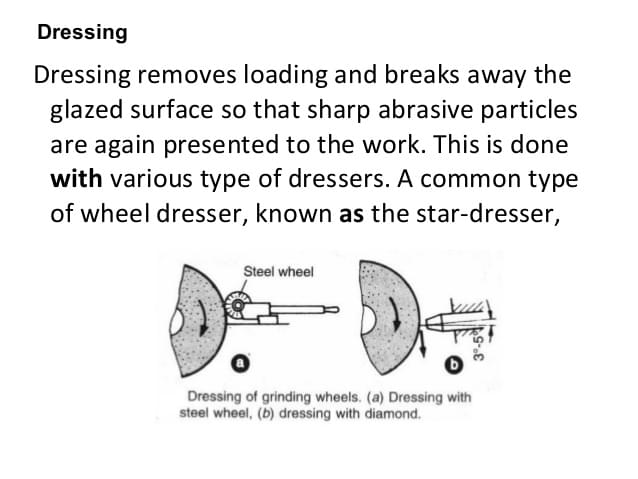 Dressing
Dressing removes loading and breaks away the
glazed surface so that sharp abrasive particles
are again presented to the work. This is done
with various type of dressers. A common type
of wheel dresser, known as the star-dresser,
Steel wheel
a
b
3°-5°
Dressing of grinding wheels. (a) Dressing with
steel wheel, (b) dressing with diamond.